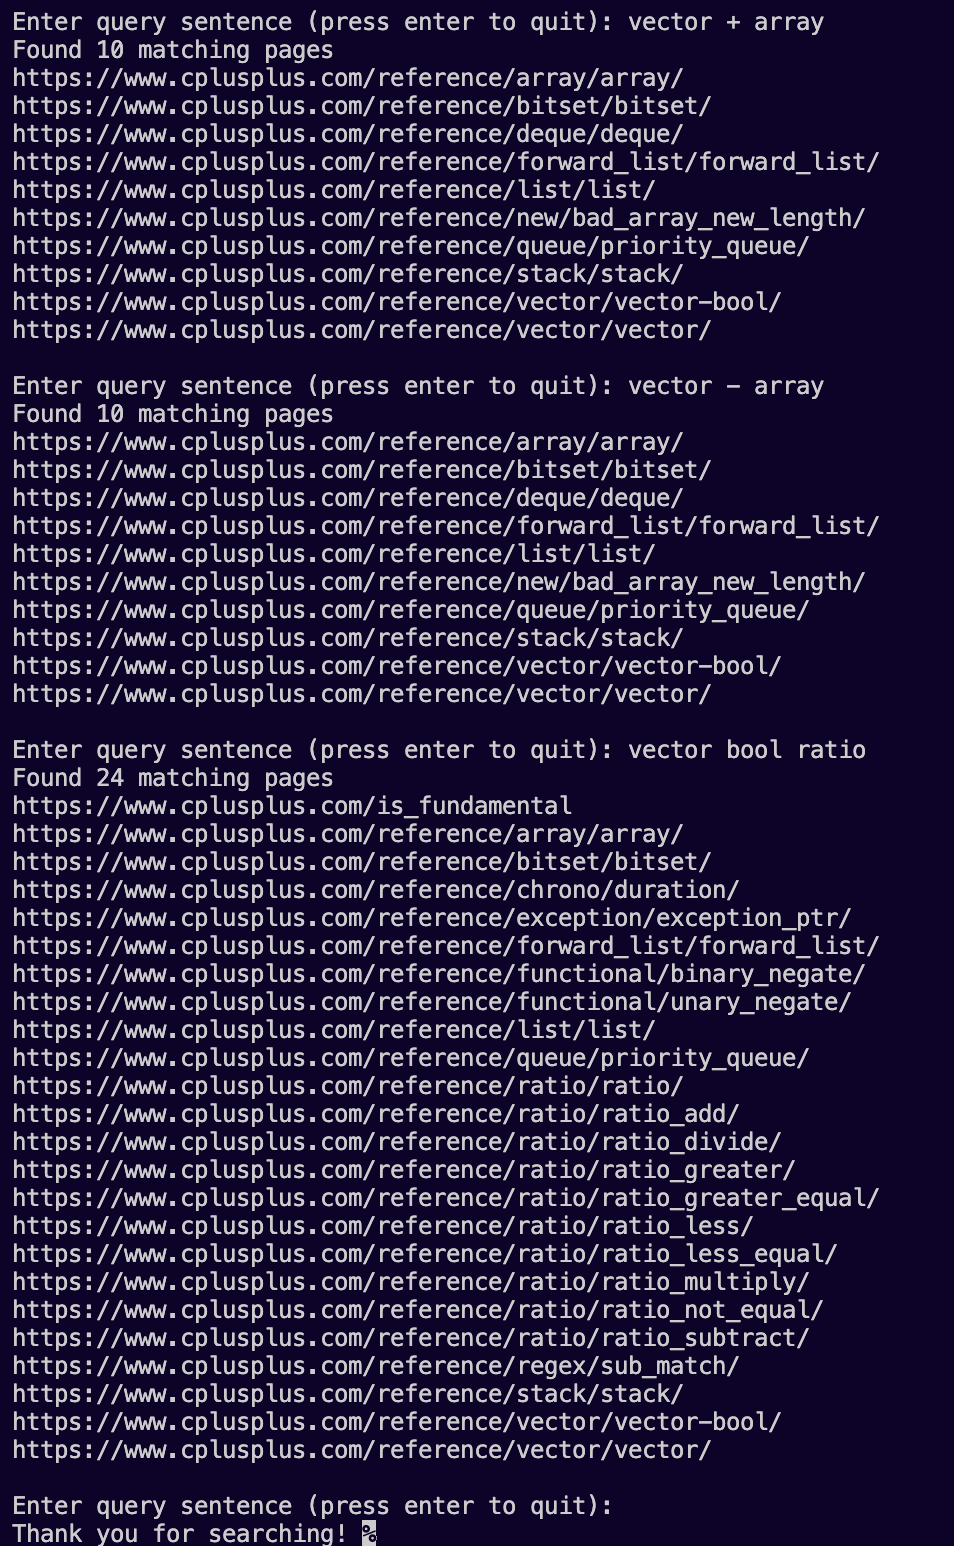 Enter query sentence (press enter to quit): vector + array
Found 10 matching pages
https://www.cplusplus.com/reference/array/array/
https://www.cplusplus.com/reference/bitset/bitset/
https://www.cplusplus.com/reference/deque/deque/
https://www.cplusplus.com/reference/forward_list/forward_list/
https://www.cplusplus.com/reference/list/list/
https://www.cplusplus.com/reference/new/bad_array_new_length/
https://www.cplusplus.com/reference/queue/priority_queue/
https://www.cplusplus.com/reference/stack/stack/
https://www.cplusplus.com/reference/vector/vector-bool/
https://www.cplusplus.com/reference/vector/vector/

Enter query sentence (press enter to quit): vector - array
Found 10 matching pages
https://www.cplusplus.com/reference/array/array/
https://www.cplusplus.com/reference/bitset/bitset/
https://www.cplusplus.com/reference/deque/deque/
https://www.cplusplus.com/reference/forward_list/forward_list/
https://www.cplusplus.com/reference/list/list/
https://www.cplusplus.com/reference/new/bad_array_new_length/
https://www.cplusplus.com/reference/queue/priority_queue/
https://www.cplusplus.com/reference/stack/stack/
https://www.cplusplus.com/reference/vector/vector-bool/
https://www.cplusplus.com/reference/vector/vector/

Enter query sentence (press enter to quit): vector bool ratio
Found 24 matching pages
https://www.cplusplus.com/is_fundamental
https://www.cplusplus.com/reference/array/array/
https://www.cplusplus.com/reference/bitset/bitset/
https://www.cplusplus.com/reference/chrono/duration/
https://www.cplusplus.com/reference/exception/exception_ptr/
https://www.cplusplus.com/reference/forward_list/forward_list/
https://www.cplusplus.com/reference/functional/binary_negate/
https://www.cplusplus.com/reference/functional/unary_negate/
https://www.cplusplus.com/reference/list/list/
https://www.cplusplus.com/reference/queue/priority_queue/
https://www.cplusplus.com/reference/ratio/ratio/
https://www.cplusplus.com/reference/ratio/ratio_add/
https://www.cplusplus.com/reference/ratio/ratio_divide/
https://www.cplusplus.com/reference/ratio/ratio_greater/
https://www.cplusplus.com/reference/ratio/ratio_greater_equal/
https://www.cplusplus.com/reference/ratio/ratio_less/
https://www.cplusplus.com/reference/ratio/ratio_less_equal/
https://www.cplusplus.com/reference/ratio/ratio_multiply/
https://www.cplusplus.com/reference/ratio/ratio_not_equal/
https://www.cplusplus.com/reference/ratio/ratio_subtract/
https://www.cplusplus.com/reference/regex/sub_match/
https://www.cplusplus.com/reference/stack/stack/
https://www.cplusplus.com/reference/vector/vector-bool/
https://www.cplusplus.com/reference/vector/vector/

Enter query sentence (press enter to quit):
Thank you for searching! %